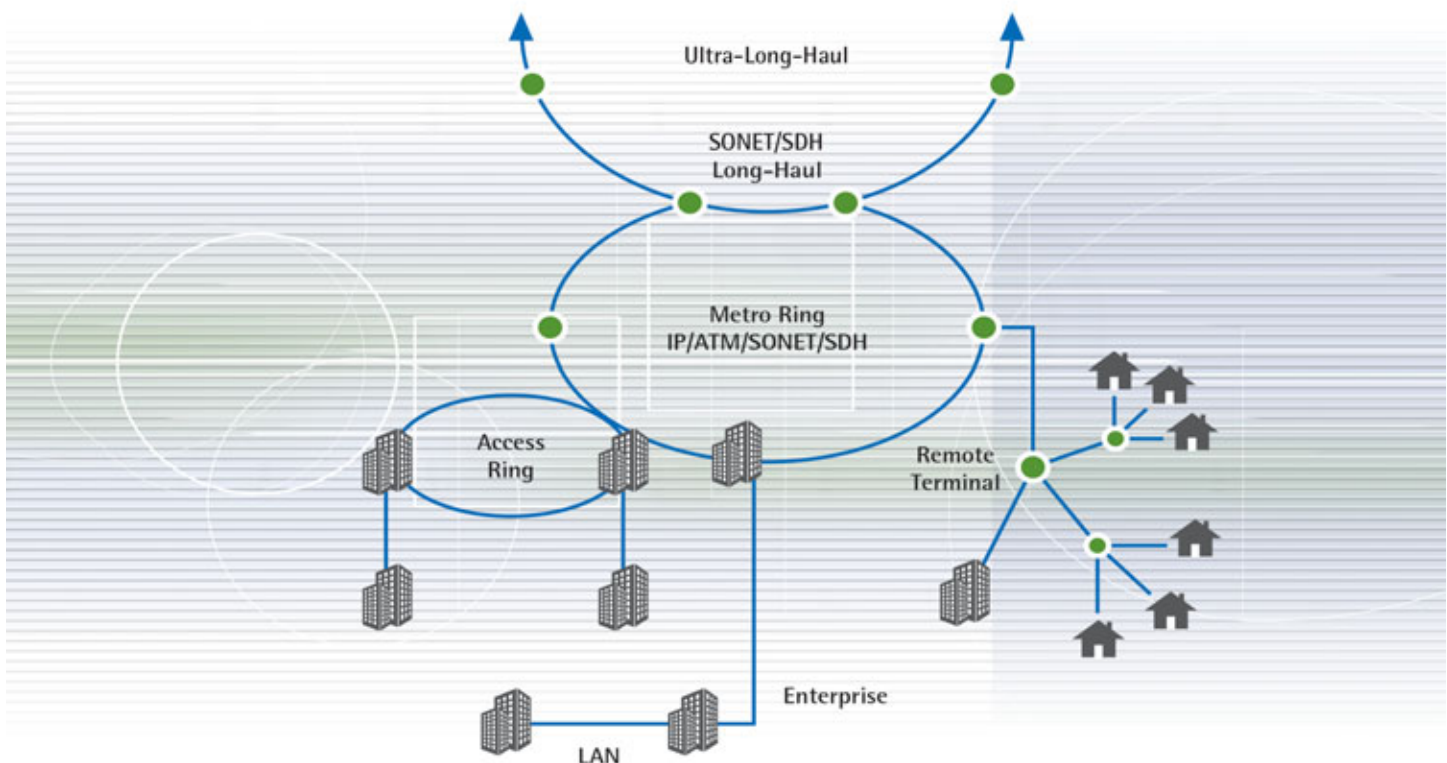 Ultra-Long-Haul
SONET/SDH
Long-Haul
Metro Ring
IP/ATM/SONET/SDH
Access
Ring
Remote
Terminal
Enterprise
LAN